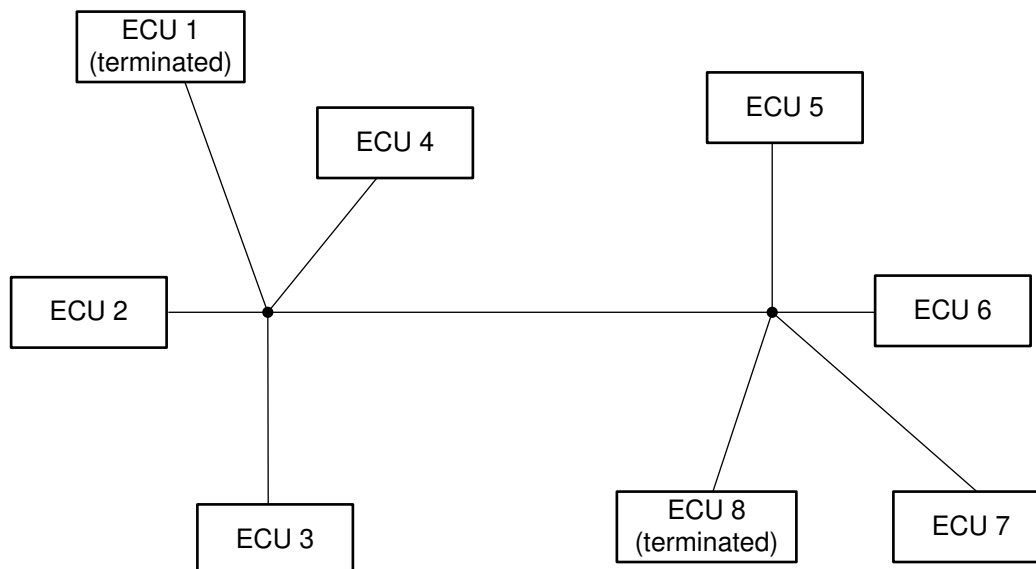 ECU 1
(terminated)
ECU 4
ECU 5
ECU 2
ECU 6
ECU 3
ECU 8
(terminated)
ECU 7